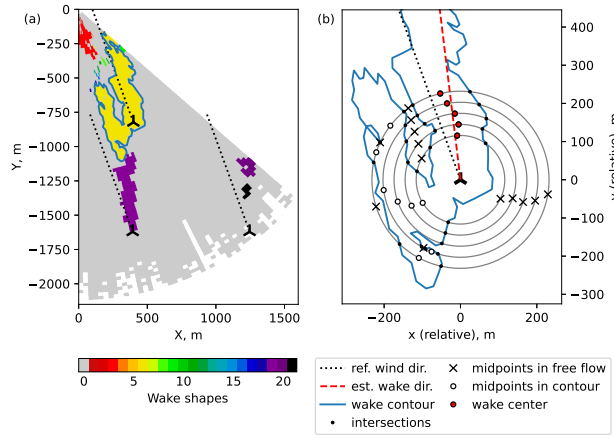 (a)
0
−250
−500
−750
−1000
−1250
−1500
−1750
−2000
Y, m
0
500
1000
1500
X, m
0
5
10
15
20
Wake shapes
(b)
400
300
200
100
0
−100
−200
−300
y (relative), m
−200
0
200
x (relative), m
ref. wind dir.
est. wake dir.
wake contour
intersections
midpoints in free flow
midpoints in contour
wake center